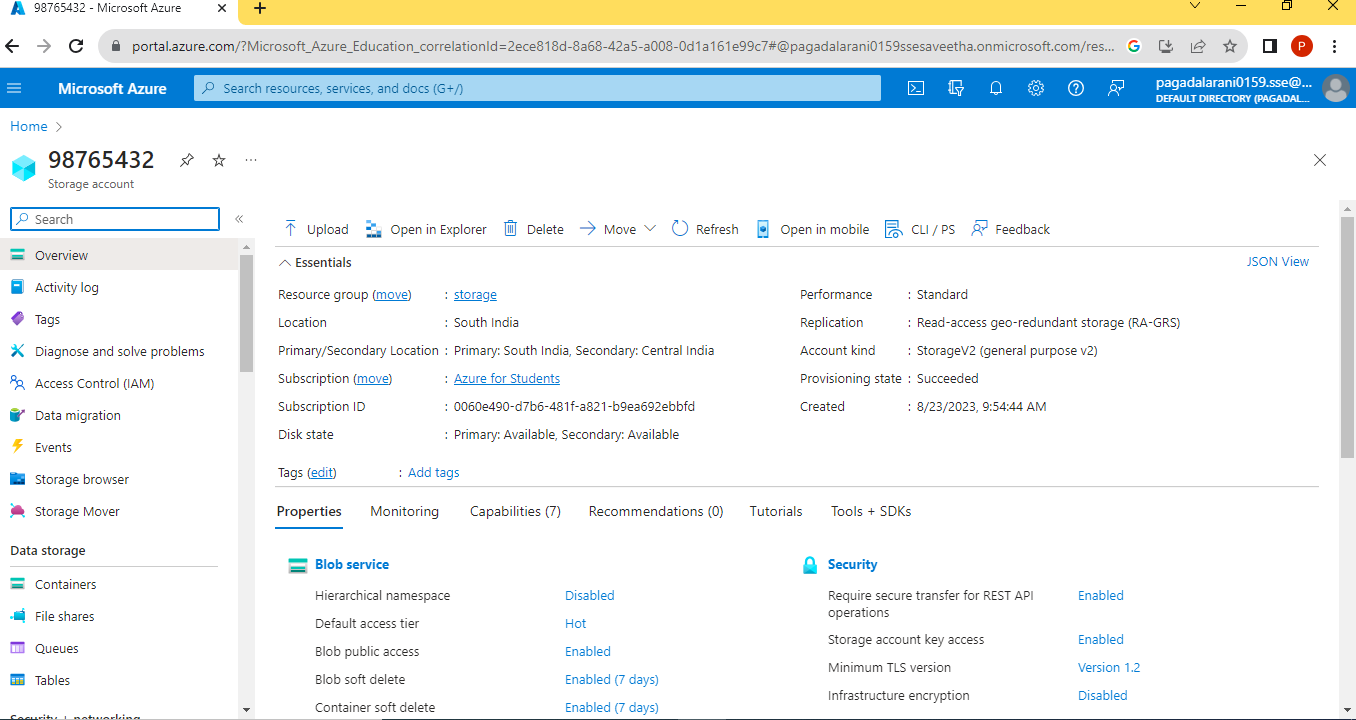 98765432 - Microsoft Azure
portal.azure.com/?Microsoft_Azure_Education_correlationId=2ece818d-8a68-42a5-a008-0d1a161e99c7#@pagadalarani0159ssesaveetha.onmicrosoft.com/res...
P
Microsoft Azure
Search resources, services, and docs (G+/)
pagadalarani0159.sse@...
DEFAULT DIRECTORY (PAGADAL...
Home
98765432
Storage account
Search
Overview
Activity log
Tags
Diagnose and solve problems
Access Control (IAM)
Data migration
Events
Storage browser
Storage Mover
Data storage
Containers
File shares
Queues
Tables
Security + networking
Upload Open in Explorer Delete Move Refresh Open in mobile CLI / PS Feedback
Essentials JSON View
Resource group (move) : storage
Location : South India
Primary/Secondary Location : Primary: South India, Secondary: Central India
Subscription (move) : Azure for Students
Subscription ID : 0060e490-d7b6-481f-a821-b9ea692ebbfd
Disk state : Primary: Available, Secondary: Available
Performance : Standard
Replication : Read-access geo-redundant storage (RA-GRS)
Account kind : StorageV2 (general purpose v2)
Provisioning state : Succeeded
Created : 8/23/2023, 9:54:44 AM
Tags (edit) : Add tags
Properties Monitoring Capabilities (7) Recommendations (0) Tutorials Tools + SDKs
Blob service
Hierarchical namespace Disabled
Default access tier Hot
Blob public access Enabled
Blob soft delete Enabled (7 days)
Container soft delete Enabled (7 days)
Security
Require secure transfer for REST API Enabled
operations
Storage account key access Enabled
Minimum TLS version Version 1.2
Infrastructure encryption Disabled